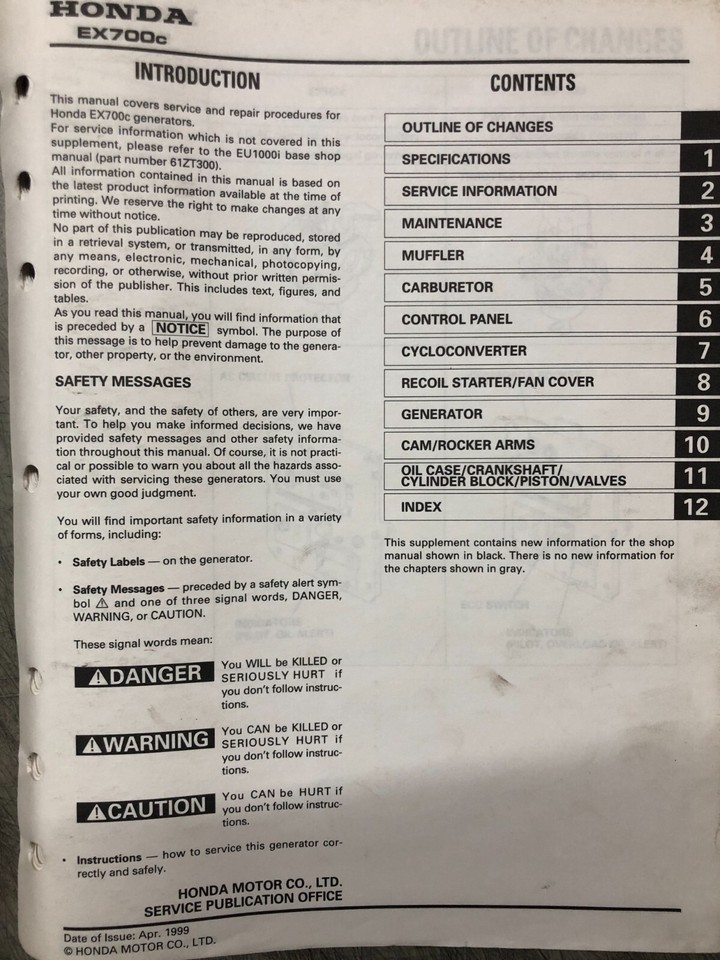 HONDA
EX700c
INTRODUCTION
This manual covers service and repair procedures for
Honda EX700c generators.
For service information which is not covered in this
supplement, please refer to the EU1000i base shop
manual (part number 61ZT300).
All information contained in this manual is based on
the latest product information available at the time of
printing. We reserve the right to make changes at any
time without notice.
No part of this publication may be reproduced, stored
in a retrieval system, or transmitted, in any form, by
any means, electronic, mechanical, photocopying,
recording, or otherwise, without prior written permis-
sion of the publisher. This includes text, figures, and
tables.
As you read this manual, you will find information that
is preceded by a NOTICE symbol. The purpose of
this message is to help prevent damage to the genera-
tor, other property, or the environment.
SAFETY MESSAGES
Your safety, and the safety of others, are very impor-
tant. To help you make informed decisions, we have
provided safety messages and other safety informa-
tion throughout this manual. Of course, it is not practi-
cal or possible to warn you about all the hazards asso-
ciated with servicing these generators. You must use
your own good judgment.
You will find important safety information in a variety
of forms, including:
• Safety Labels — on the generator.
• Safety Messages — preceded by a safety alert sym-
bol ⚠ and one of three signal words, DANGER,
WARNING, or CAUTION.
These signal words mean:
⚠DANGER
You WILL be KILLED or
SERIOUSLY HURT if
you don't follow instruc-
tions.
⚠WARNING
You CAN be KILLED or
SERIOUSLY HURT if
you don't follow instruc-
tions.
⚠CAUTION
You CAN be HURT if
you don't follow instruc-
tions.
• Instructions — how to service this generator cor-
rectly and safely.
HONDA MOTOR CO., LTD.
SERVICE PUBLICATION OFFICE
Date of Issue: Apr. 1999
© HONDA MOTOR CO., LTD.
CONTENTS
OUTLINE OF CHANGES
SPECIFICATIONS 1
SERVICE INFORMATION 2
MAINTENANCE 3
MUFFLER 4
CARBURETOR 5
CONTROL PANEL 6
CYCLOCONVERTER 7
RECOIL STARTER/FAN COVER 8
GENERATOR 9
CAM/ROCKER ARMS 10
OIL CASE/CRANKSHAFT/
CYLINDER BLOCK/PISTON/VALVES 11
INDEX 12
This supplement contains new information for the shop
manual shown in black. There is no new information for
the chapters shown in gray.